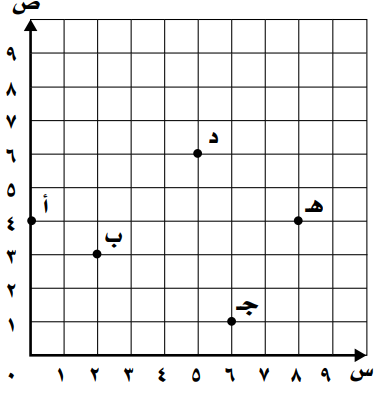 ص
٩
٨
٧
د
٦
٥
أ
هـ
٤
ب
٣
٢
جـ
١
٠ ١ ٢ ٣ ٤ ٥ ٦ ٧ ٨ ٩ س